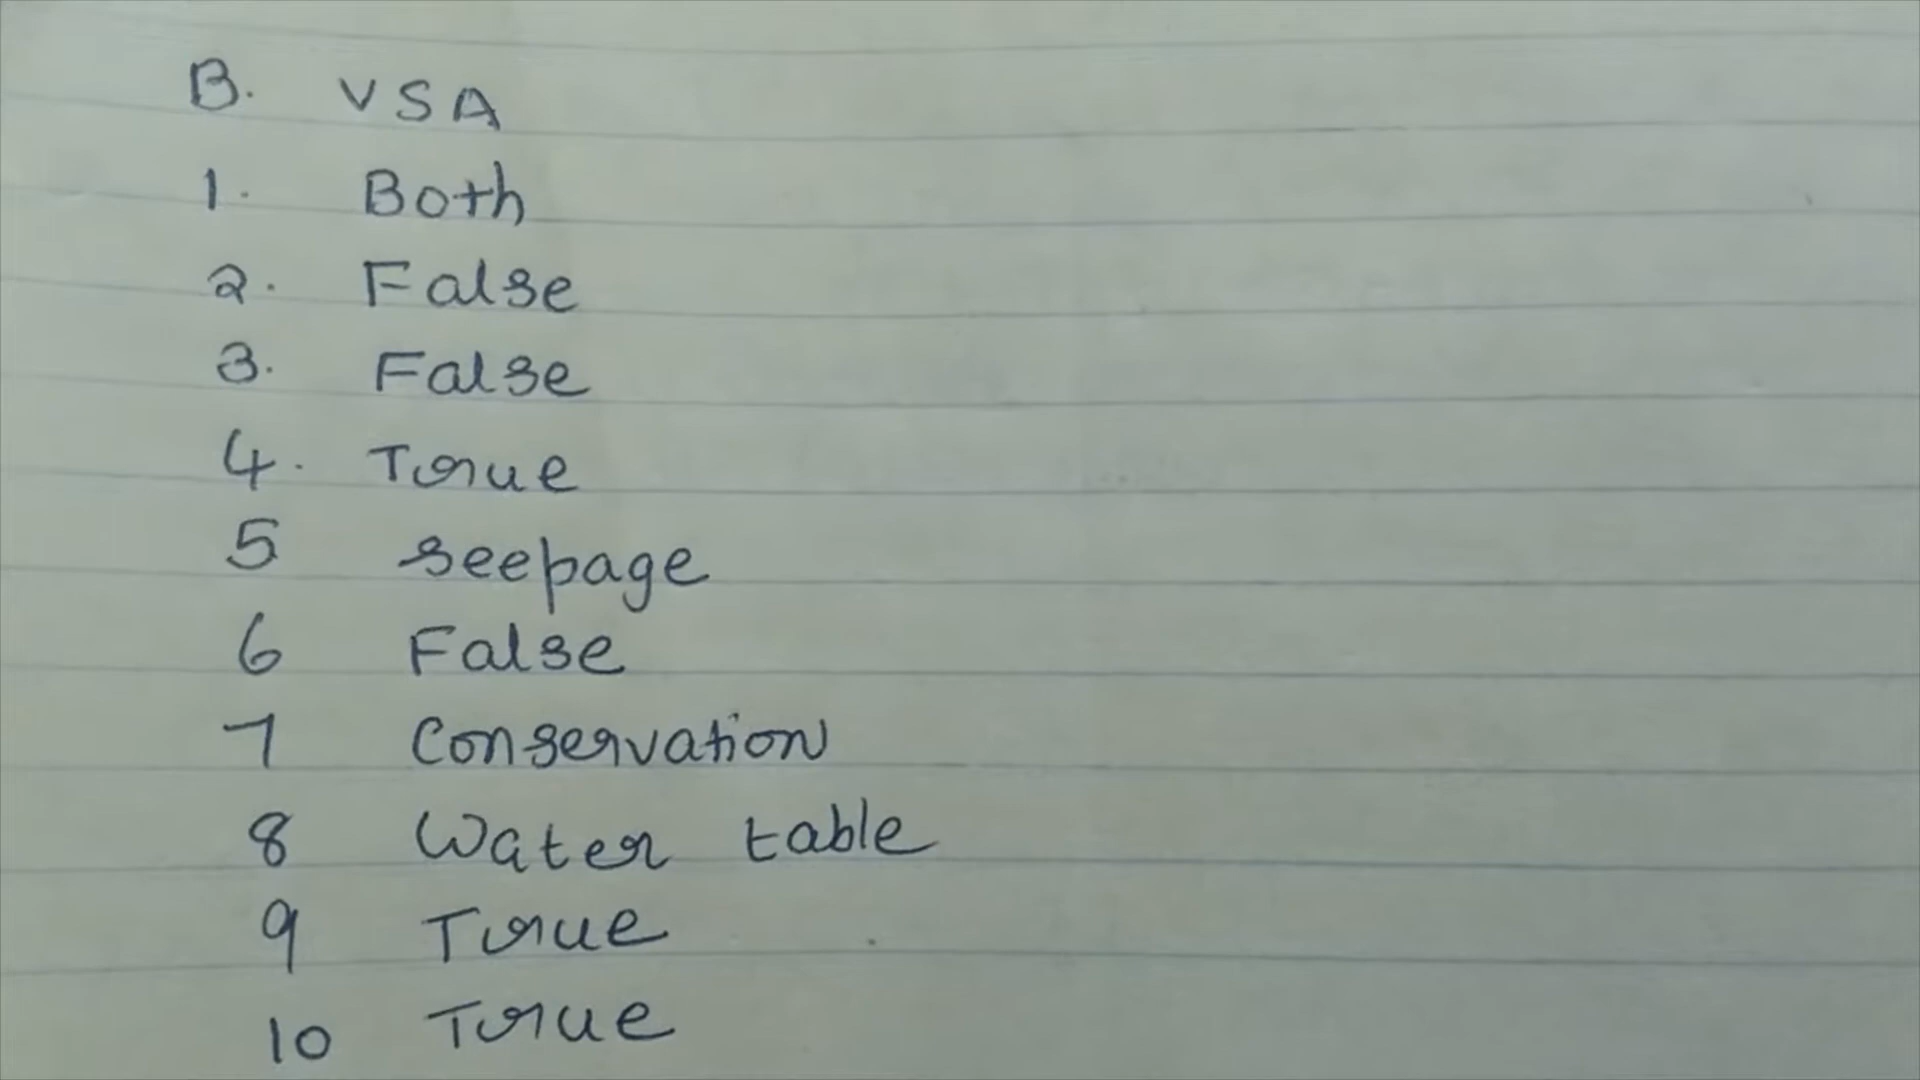 B. VSA
1. Both
2. False
3. False
4. True
5 seepage
6 False
7 Conservation
8 Water table
9 True
10 True